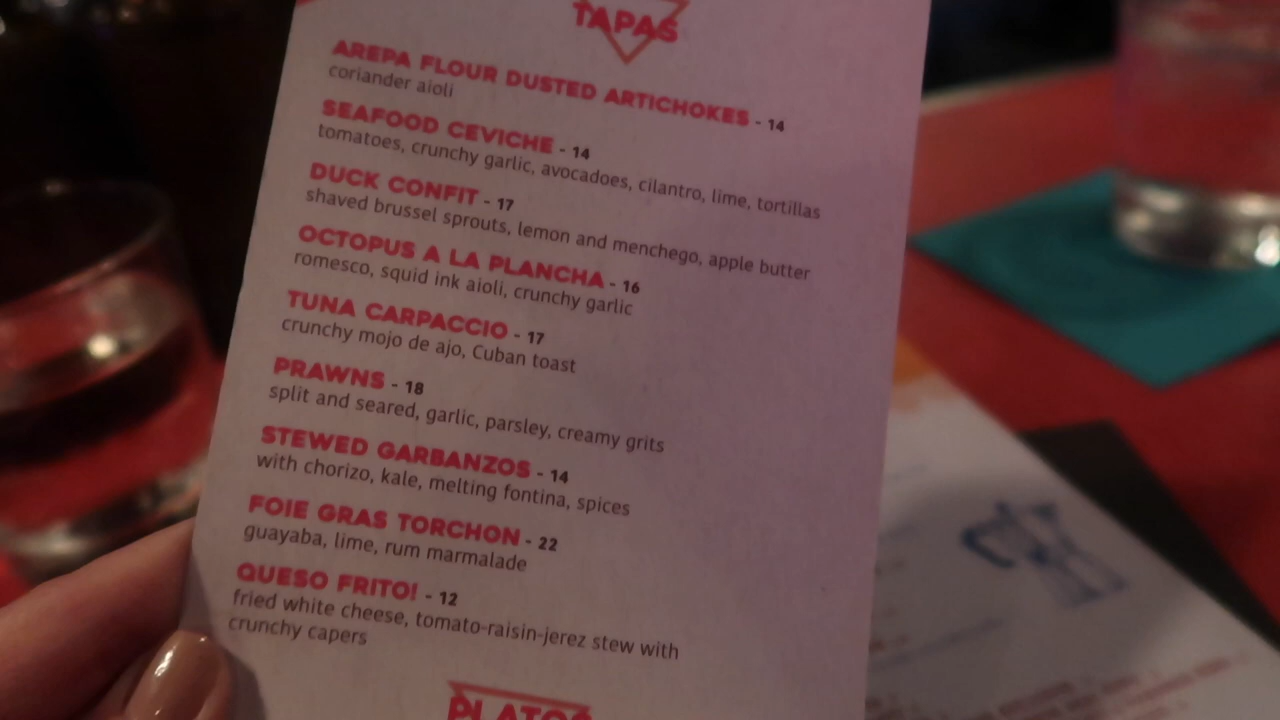 TAPAS
AREPA FLOUR DUSTED ARTICHOKES - 14
coriander aioli
SEAFOOD CEVICHE - 14
tomatoes, crunchy garlic, avocadoes, cilantro, lime, tortillas
DUCK CONFIT - 17
shaved brussel sprouts, lemon and menchego, apple butter
OCTOPUS A LA PLANCHA - 16
romesco, squid ink aioli, crunchy garlic
TUNA CARPACCIO - 17
crunchy mojo de ajo, Cuban toast
PRAWNS - 18
split and seared, garlic, parsley, creamy grits
STEWED GARBANZOS - 14
with chorizo, kale, melting fontina, spices
FOIE GRAS TORCHON - 22
guayaba, lime, rum marmalade
QUESO FRITO! - 12
fried white cheese, tomato-raisin-jerez stew with
crunchy capers
PLATOS